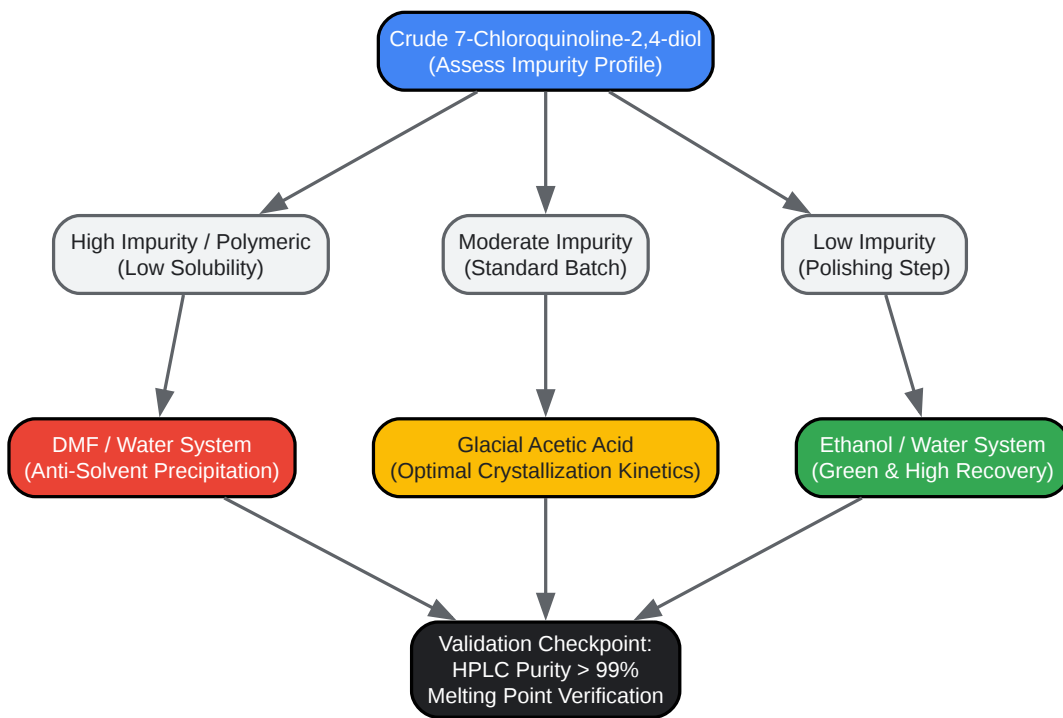 Crude 7-Chloroquinoline-2,4-diol
(Assess Impurity Profile)
High Impurity / Polymeric
(Low Solubility)
Moderate Impurity
(Standard Batch)
Low Impurity
(Polishing Step)
DMF / Water System
(Anti-Solvent Precipitation)
Glacial Acetic Acid
(Optimal Crystallization Kinetics)
Ethanol / Water System
(Green & High Recovery)
Validation Checkpoint:
HPLC Purity > 99%
Melting Point Verification